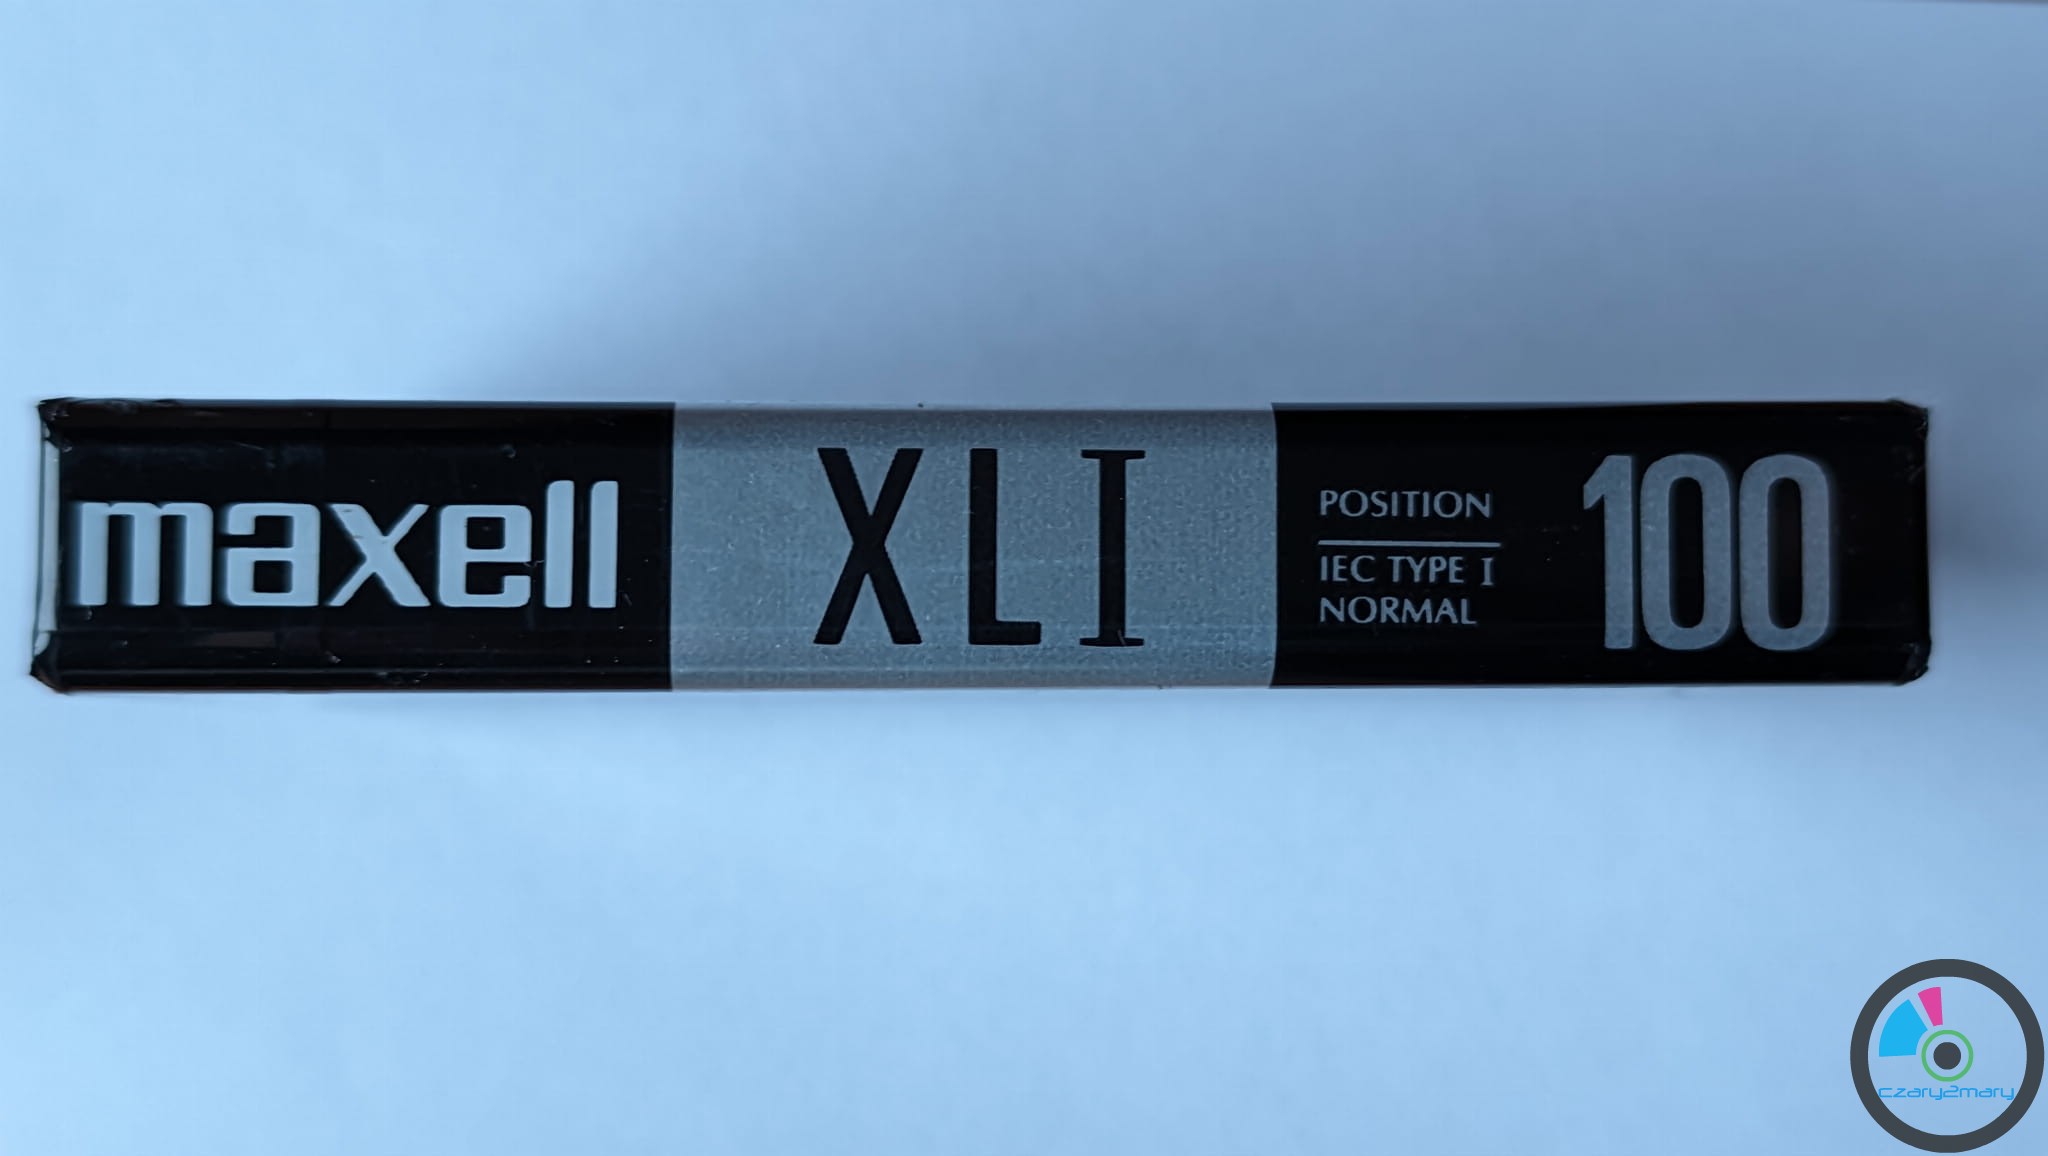 maxell
XLI
POSITION
IEC TYPE I
NORMAL
100
czary2mary